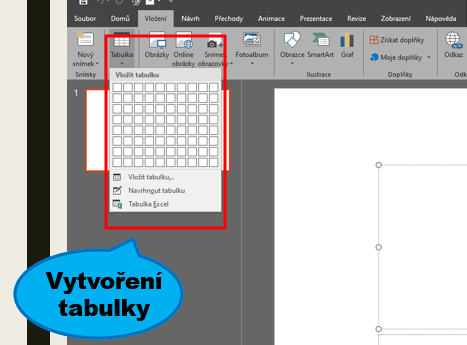 Soubor Domů Vložení Návrh Přechody Animace Prezentace Revize Zobrazení Nápověda
Nový snímek
Tabulka
Obrázky
Online obrázky
Snímek obrazovky
Fotoalbum
Obrazce
SmartArt
Graf
Získat doplňky
Moje doplňky
Odkaz
Snímky
Ilustrace
Doplňky
Odk
Vložit tabulku
1
Vložit tabulku...
Navrhnout tabulku
Tabulka Excel
Vytvoření
tabulky